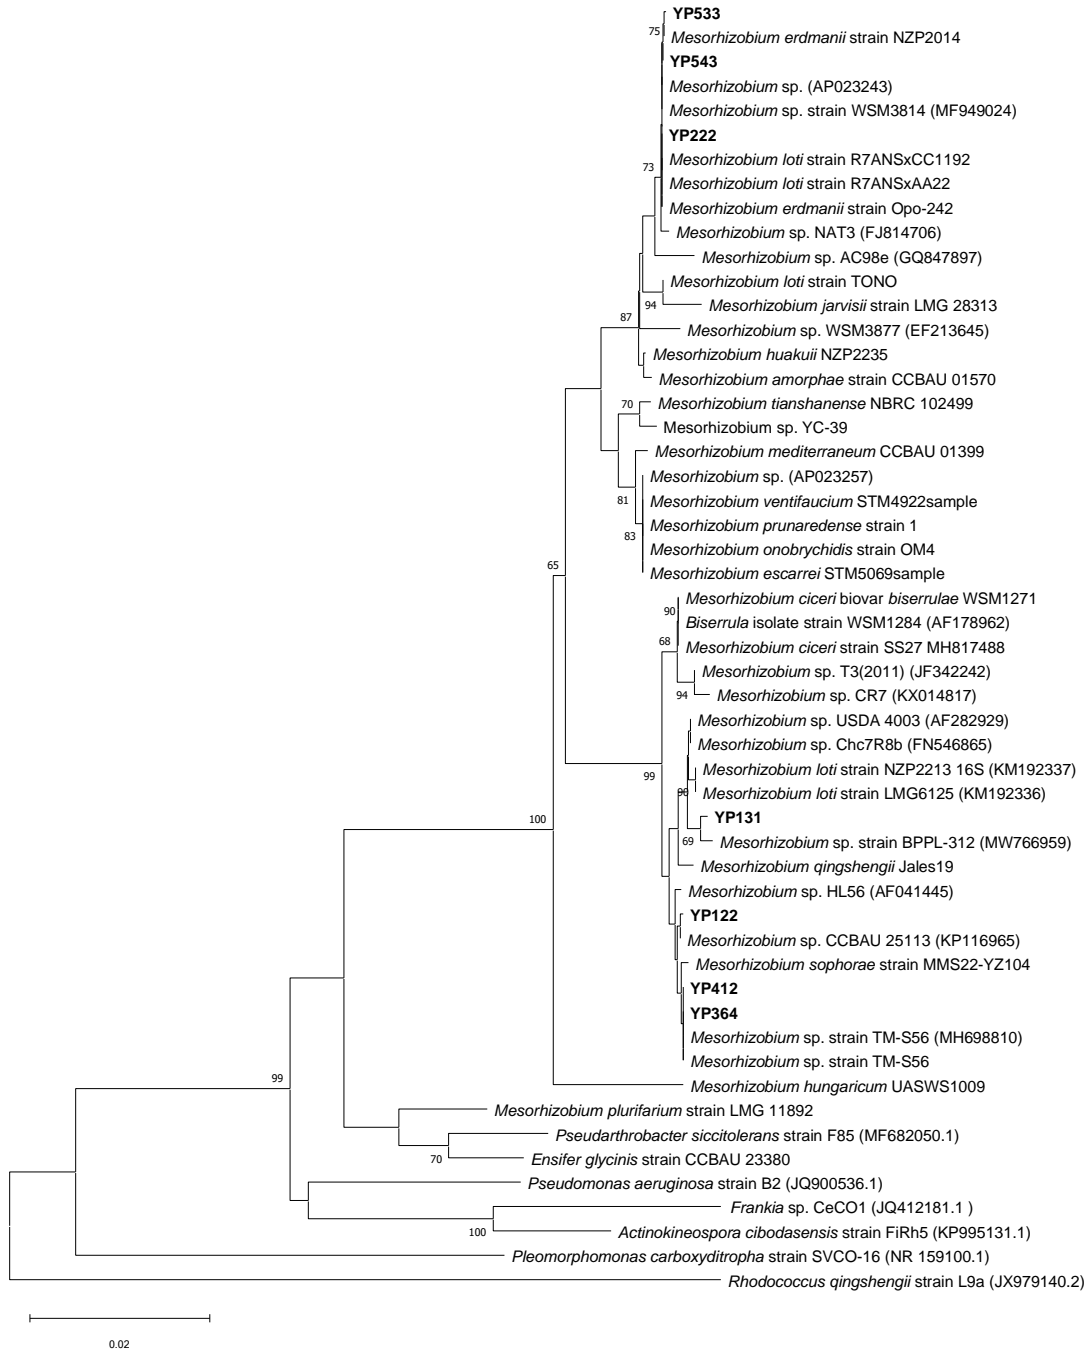 YP533
75
Mesorhizobium erdmanii strain NZP2014
YP543
Mesorhizobium sp. (AP023243)
Mesorhizobium sp. strain WSM3814 (MF949024)
YP222
Mesorhizobium loti strain R7ANSxCC1192
73
Mesorhizobium loti strain R7ANSxAA22
Mesorhizobium erdmanii strain Opo-242
Mesorhizobium sp. NAT3 (FJ814706)
Mesorhizobium sp. AC98e (GQ847897)
Mesorhizobium loti strain TONO
94
Mesorhizobium jarvisii strain LMG 28313
87
Mesorhizobium sp. WSM3877 (EF213645)
Mesorhizobium huakuii NZP2235
Mesorhizobium amorphae strain CCBAU 01570
70
Mesorhizobium tianshanense NBRC 102499
Mesorhizobium sp. YC-39
Mesorhizobium mediterraneum CCBAU 01399
Mesorhizobium sp. (AP023257)
81
Mesorhizobium ventifaucium STM4922sample
Mesorhizobium prunaredense strain 1
83
Mesorhizobium onobrychidis strain OM4
65
Mesorhizobium escarrei STM5069sample
Mesorhizobium ciceri biovar biserrulae WSM1271
90
Biserrula isolate strain WSM1284 (AF178962)
68
Mesorhizobium ciceri strain SS27 MH817488
Mesorhizobium sp. T3(2011) (JF342242)
94
Mesorhizobium sp. CR7 (KX014817)
Mesorhizobium sp. USDA 4003 (AF282929)
Mesorhizobium sp. Chc7R8b (FN546865)
Mesorhizobium loti strain NZP2213 16S (KM192337)
99
90
Mesorhizobium loti strain LMG6125 (KM192336)
YP131
100
69
Mesorhizobium sp. strain BPPL-312 (MW766959)
Mesorhizobium qingshengii Jales19
Mesorhizobium sp. HL56 (AF041445)
YP122
Mesorhizobium sp. CCBAU 25113 (KP116965)
Mesorhizobium sophorae strain MMS22-YZ104
YP412
YP364
Mesorhizobium sp. strain TM-S56 (MH698810)
Mesorhizobium sp. strain TM-S56
99
Mesorhizobium hungaricum UASWS1009
Mesorhizobium plurifarium strain LMG 11892
Pseudarthrobacter siccitolerans strain F85 (MF682050.1)
70
Ensifer glycinis strain CCBAU 23380
Pseudomonas aeruginosa strain B2 (JQ900536.1)
Frankia sp. CeCO1 (JQ412181.1 )
100
Actinokineospora cibodasensis strain FiRh5 (KP995131.1)
Pleomorphomonas carboxyditropha strain SVCO-16 (NR 159100.1)
Rhodococcus qingshengii strain L9a (JX979140.2)
0.02